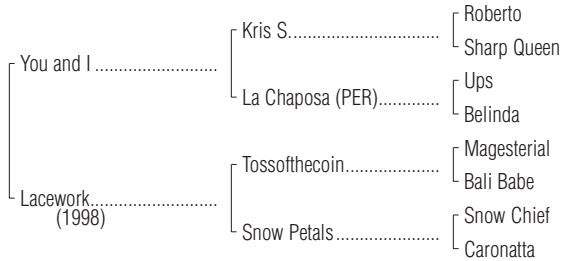 Roberto
Kris S.......................................
Sharp Queen
You and I .........................
Ups
La Chaposa (PER).............
Belinda
Magesterial
Tossofthecoin....................
Bali Babe
Lacework..........................
(1998)
Snow Chief
Snow Petals......................
Caronatta